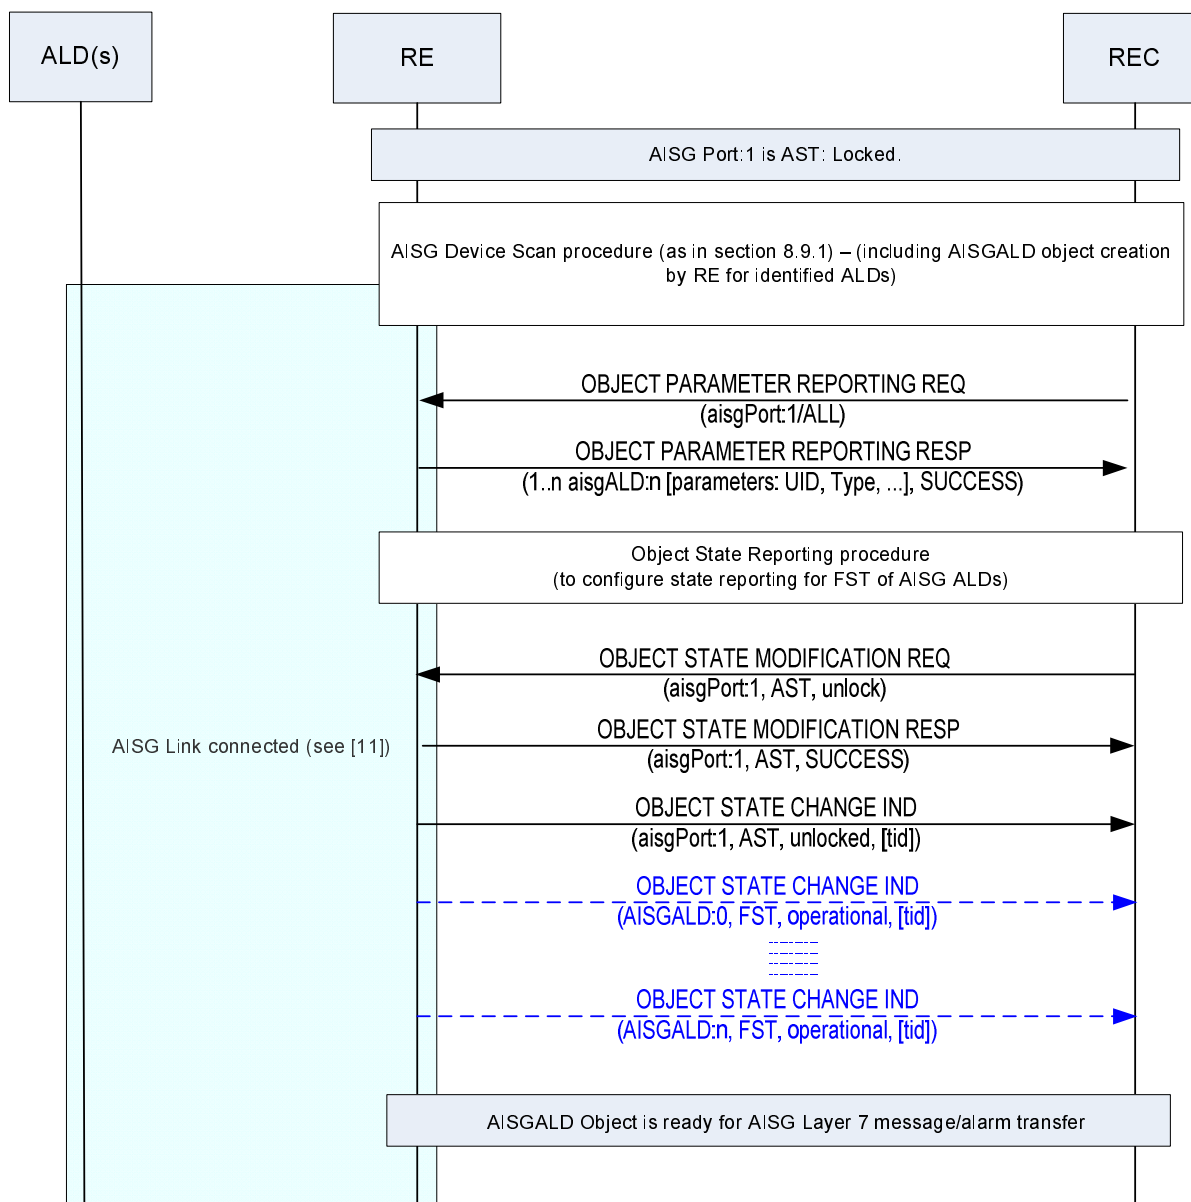 ALD(s)
RE
REC
AISG Port:1 is AST: Locked.
AISG Device Scan procedure (as in section 8.9.1) – (including AISGALD object creation
by RE for identified ALDs)
OBJECT PARAMETER REPORTING REQ
(aisgPort:1/ALL)
OBJECT PARAMETER REPORTING RESP
(1..n aisgALD:n [parameters: UID, Type, ...], SUCCESS)
Object State Reporting procedure
(to configure state reporting for FST of AISG ALDs)
OBJECT STATE MODIFICATION REQ
(aisgPort:1, AST, unlock)
AISG Link connected (see [11])
OBJECT STATE MODIFICATION RESP
(aisgPort:1, AST, SUCCESS)
OBJECT STATE CHANGE IND
(aisgPort:1, AST, unlocked, [tid])
OBJECT STATE CHANGE IND
(AISGALD:0, FST, operational, [tid])
OBJECT STATE CHANGE IND
(AISGALD:n, FST, operational, [tid])
AISGALD Object is ready for AISG Layer 7 message/alarm transfer